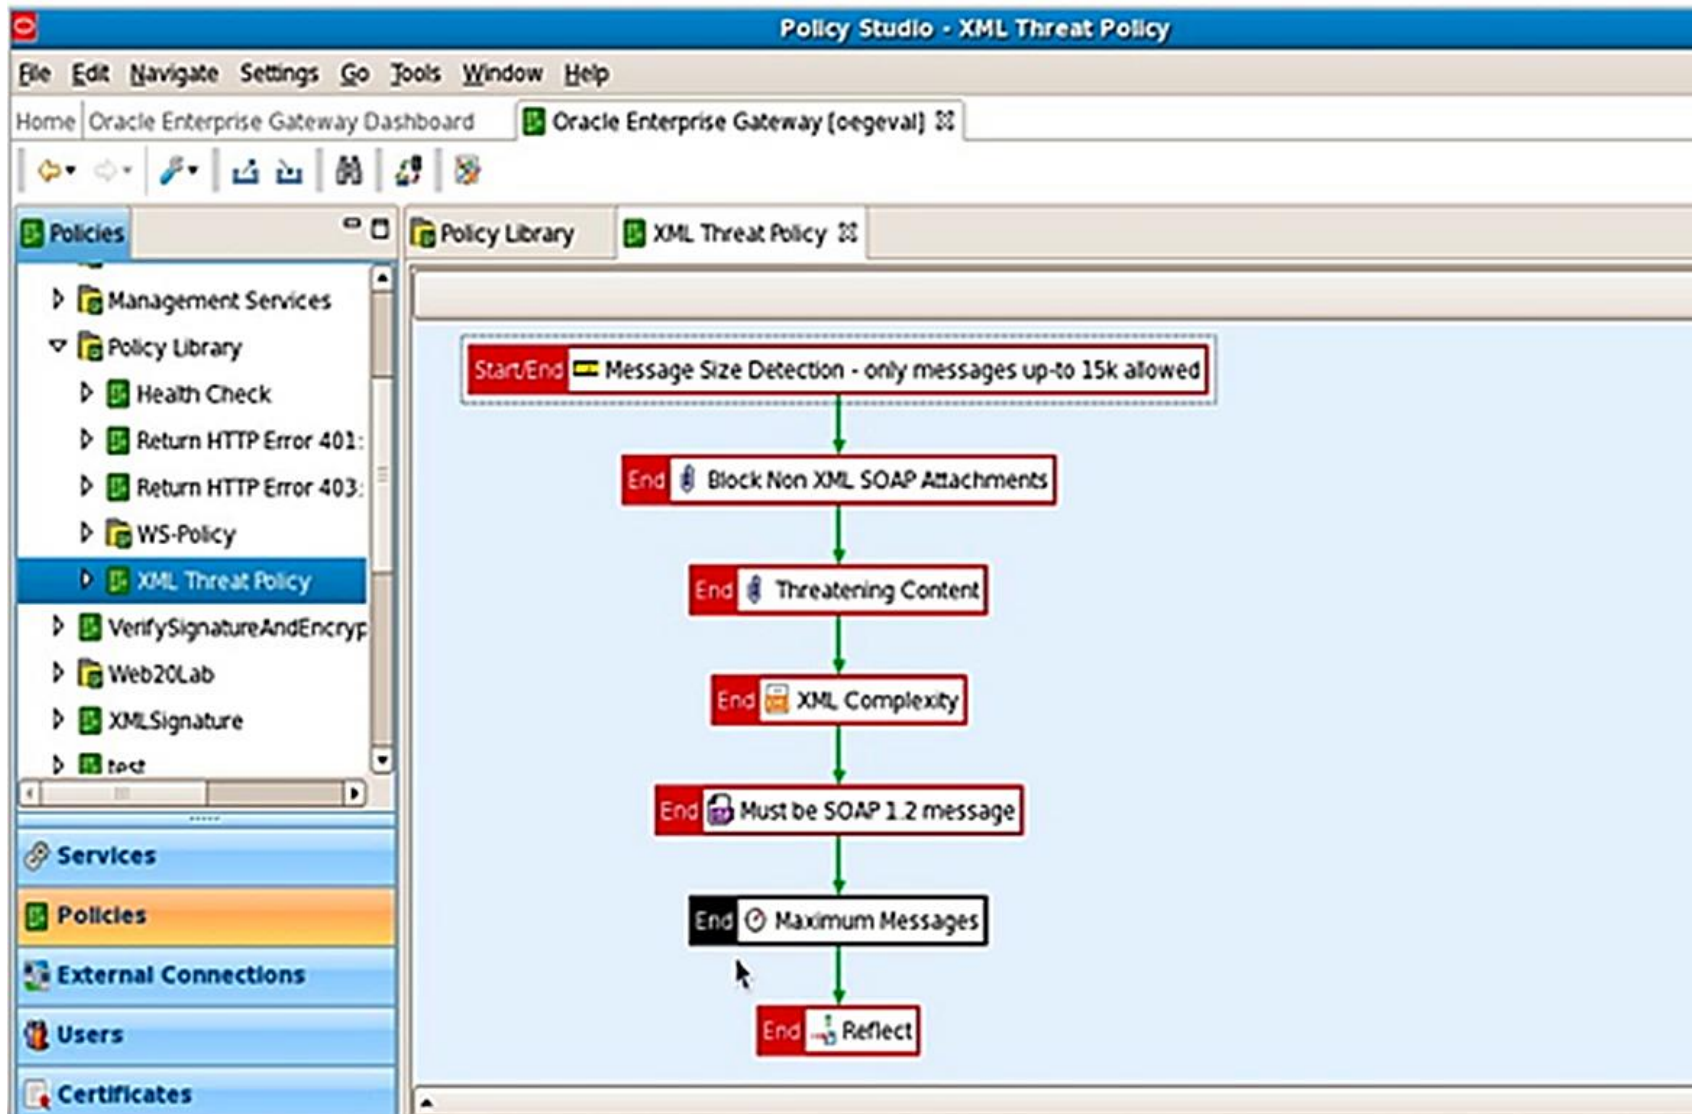 Policy Studio - XML Threat Policy
File Edit Navigate Settings Go Tools Window Help
Home Oracle Enterprise Gateway Dashboard Oracle Enterprise Gateway [oegeval]
Policies
Policy Library XML Threat Policy
Management Services
Policy Library
Health Check
Return HTTP Error 401:
Return HTTP Error 403:
WS-Policy
XML Threat Policy
VerifySignatureAndEncryp
Web20Lab
XMLSignature
test
Services
Policies
External Connections
Users
Certificates
Start/End Message Size Detection - only messages up-to 15k allowed
End Block Non XML SOAP Attachments
End Threatening Content
End XML Complexity
End Must be SOAP 1.2 message
End Maximum Messages
End Reflect